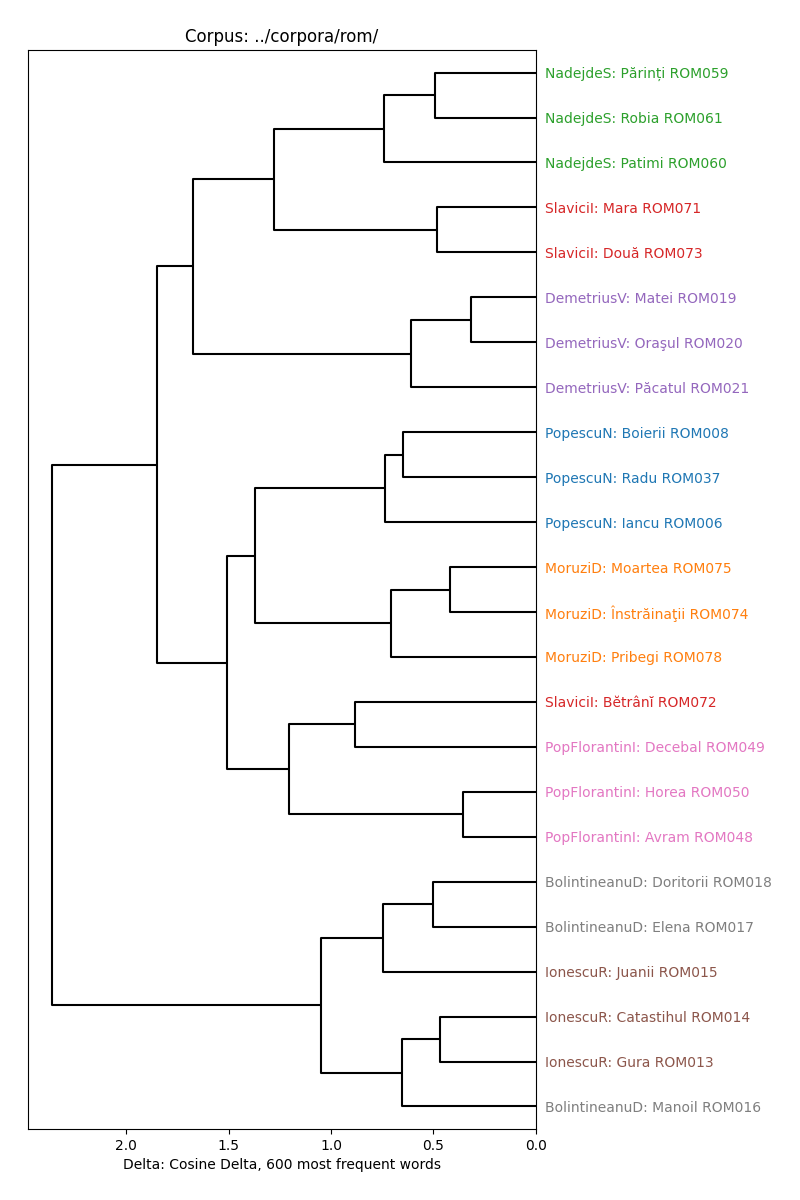 Corpus: ../corpora/rom/
NadejdeS: Părinți ROM059
NadejdeS: Robia ROM061
NadejdeS: Patimi ROM060
SlaviciI: Mara ROM071
SlaviciI: Două ROM073
DemetriusV: Matei ROM019
DemetriusV: Oraşul ROM020
DemetriusV: Păcatul ROM021
PopescuN: Boierii ROM008
PopescuN: Radu ROM037
PopescuN: Iancu ROM006
MoruziD: Moartea ROM075
MoruziD: Înstrăinaţii ROM074
MoruziD: Pribegi ROM078
SlaviciI: Bĕtrânĭ ROM072
PopFlorantinI: Decebal ROM049
PopFlorantinI: Horea ROM050
PopFlorantinI: Avram ROM048
BolintineanuD: Doritorii ROM018
BolintineanuD: Elena ROM017
IonescuR: Juanii ROM015
IonescuR: Catastihul ROM014
IonescuR: Gura ROM013
BolintineanuD: Manoil ROM016
2.0 1.5 1.0 0.5 0.0
Delta: Cosine Delta, 600 most frequent words